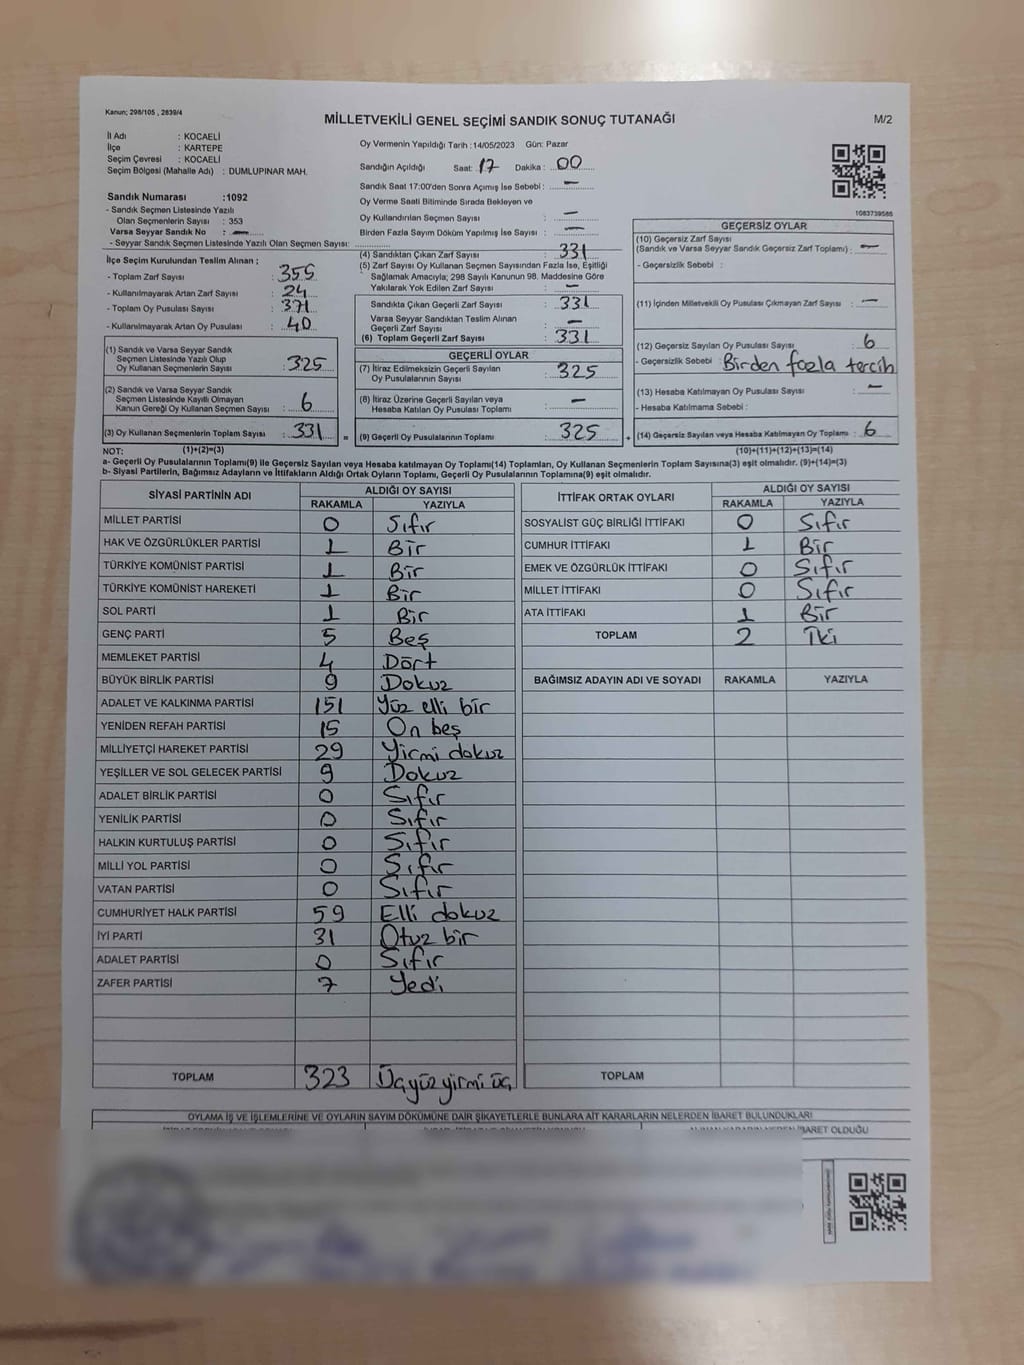 Kanun; 298/105 , 2839/4
MİLLETVEKİLİ GENEL SEÇİMİ SANDIK SONUÇ TUTANAĞI
M/2
İl Adı : KOCAELİ
İlçe : KARTEPE
Seçim Çevresi : KOCAELİ
Seçim Bölgesi (Mahalle Adı) : DUMLUPINAR MAH.
Sandık Numarası :1092
- Sandık Seçmen Listesinde Yazılı
Olan Seçmenlerin Sayısı : 353
Varsa Seyyar Sandık No : —
- Seyyar Sandık Seçmen Listesinde Yazılı Olan Seçmen Sayısı:
İlçe Seçim Kurulundan Teslim Alınan ;
- Toplam Zarf Sayısı : 355
- Kullanılmayarak Artan Zarf Sayısı : 24
- Toplam Oy Pusulası : 371
- Kullanılmayarak Artan Oy Pusulası : 40
(1) Sandık ve Varsa Seyyar Sandık
Seçmen Listesinde Yazılı Olup
Oy Kullanan Seçmenlerin Sayısı : 325
(2) Sandık ve Varsa Seyyar Sandık
Seçmen Listesinde Kayıtlı Olmayan
Kanun Gereği Oy Kullanan Seçmen Sayısı : 6
(3) Oy Kullanan Seçmenlerin Toplam Sayısı : 331
Oy Vermenin Yapıldığı Tarih :14/05/2023 Gün: Pazar
Sandığın Açıldığı Saat: 17 Dakika : 00
Sandık Saat 17:00'den Sonra Açımış İse Sebebi : —
Oy Verme Saati Bitiminde Sırada Bekleyen ve
Oy Kullandırılan Seçmen Sayısı : —
Birden Fazla Sayım Döküm Yapılmış İse Sayısı : —
(4) Sandıktan Çıkan Zarf Sayısı : 331
(5) Zarf Sayısı Oy Kullanan Seçmen Sayısından Fazla İse, Eşitliği
Sağlamak Amacıyla; 298 Sayılı Kanunun 98. Maddesine Göre
Yakılarak Yok Edilen Zarf Sayısı : —
Sandıkta Çıkan Geçerli Zarf Sayısı : 331
Varsa Seyyar Sandıktan Teslim Alınan
Geçerli Zarf Sayısı : —
(6) Toplam Geçerli Zarf Sayısı : 331
GEÇERLİ OYLAR
(7) İtiraz Edilmeksizin Geçerli Sayılan
Oy Pusulalarının Sayısı : 325
(8) İtiraz Üzerine Geçerli Sayılan veya
Hesaba Katılan Oy Pusulası Toplamı : —
= (9) Geçerli Oy Pusulalarının Toplamı : 325
1083739585
GEÇERSİZ OYLAR
(10) Geçersiz Zarf Sayısı
(Sandık ve Varsa Seyyar Sandık Geçersiz Zarf Toplamı) : —
- Geçersizlik Sebebi :
(11) İçinden Milletvekili Oy Pusulası Çıkmayan Zarf Sayısı : —
(12) Geçersiz Sayılan Oy Pusulası Sayısı : 6
- Geçersizlik Sebebi : Birden fazla tercih
(13) Hesaba Katılmayan Oy Pusulası Sayısı : —
- Hesaba Katılmama Sebebi :
+ (14) Geçersiz Sayılan veya Hesaba Katılmayan Oy Toplamı : 6
NOT: (1)+(2)=(3) (10)+(11)+(12)+(13)=(14)
a- Geçerli Oy Pusulalarının Toplamı(9) ile Geçersiz Sayılan veya Hesaba katılmayan Oy Toplamı(14) Toplamları, Oy Kullanan Seçmenlerin Toplam Sayısına(3) eşit olmalıdır. (9)+(14)=(3)
b- Siyasi Partilerin, Bağımsız Adayların ve İttifakların Aldığı Ortak Oyların Toplamı, Geçerli Oy Pusulalarının Toplamına(9) eşit olmalıdır.
SİYASİ PARTİNİN ADI ALDIĞI OY SAYISI
RAKAMLA YAZIYLA
MİLLET PARTİSİ 0 Sıfır
HAK VE ÖZGÜRLÜKLER PARTİSİ 1 Bir
TÜRKİYE KOMÜNİST PARTİSİ 1 Bir
TÜRKİYE KOMÜNİST HAREKETİ 1 Bir
SOL PARTİ 1 Bir
GENÇ PARTİ 5 Beş
MEMLEKET PARTİSİ 4 Dört
BÜYÜK BİRLİK PARTİSİ 9 Dokuz
ADALET VE KALKINMA PARTİSİ 151 Yüz elli bir
YENİDEN REFAH PARTİSİ 15 On beş
MİLLİYETÇİ HAREKET PARTİSİ 29 Yirmi dokuz
YEŞİLLER VE SOL GELECEK PARTİSİ 9 Dokuz
ADALET BİRLİK PARTİSİ 0 Sıfır
YENİLİK PARTİSİ 0 Sıfır
HALKIN KURTULUŞ PARTİSİ 0 Sıfır
MİLLİ YOL PARTİSİ 0 Sıfır
VATAN PARTİSİ 0 Sıfır
CUMHURİYET HALK PARTİSİ 59 Elli dokuz
İYİ PARTİ 31 Otuz bir
ADALET PARTİSİ 0 Sıfır
ZAFER PARTİSİ 7 Yedi
TOPLAM 323 Üçyüz yirmi üç
İTTİFAK ORTAK OYLARI ALDIĞI OY SAYISI
RAKAMLA YAZIYLA
SOSYALİST GÜÇ BİRLİĞİ İTTİFAKI 0 Sıfır
CUMHUR İTTİFAKI 1 Bir
EMEK VE ÖZGÜRLÜK İTTİFAKI 0 Sıfır
MİLLET İTTİFAKI 0 Sıfır
ATA İTTİFAKI 1 Bir
TOPLAM 2 İki
BAĞIMSIZ ADAYIN ADI VE SOYADI RAKAMLA YAZIYLA
TOPLAM
OYLAMA İŞ VE İŞLEMLERİNE VE OYLARIN SAYIM DÖKÜMÜNE DAİR ŞİKAYETLERLE BUNLARA AİT KARARLARIN NELERDEN İBARET BULUNDUKLARI
İBARET OLDUĞU